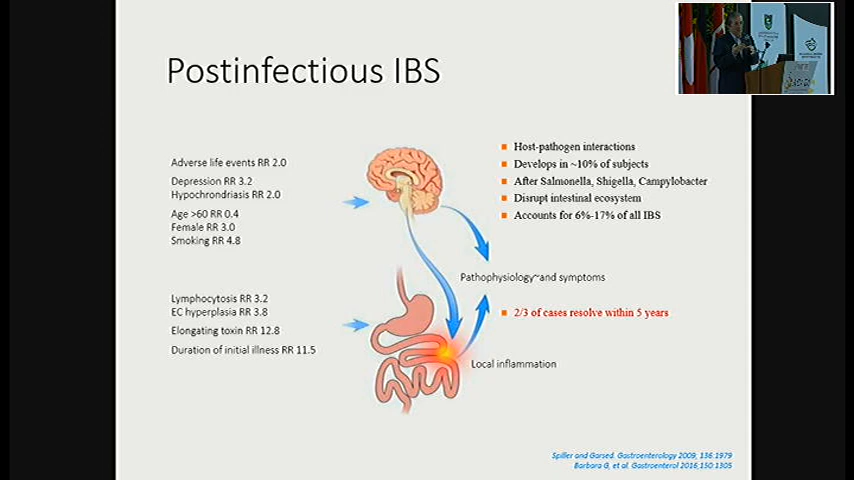 Postinfectious IBS
Adverse life events RR 2.0
Depression RR 3.2
Hypochrondriasis RR 2.0
Age >60 RR 0.4
Female RR 3.0
Smoking RR 4.8
Lymphocytosis RR 3.2
EC hyperplasia RR 3.8
Elongating toxin RR 12.8
Duration of initial illness RR 11.5
Host-pathogen interactions
Develops in ~10% of subjects
After Salmonella, Shigella, Campylobacter
Disrupt intestinal ecosystem
Accounts for 6%-17% of all IBS
Pathophysiology~and symptoms
2/3 of cases resolve within 5 years
Local inflammation
Spiller and Garsed. Gastroenterology 2009; 136:1979
Barbara G, et al. Gastroenterol 2016;150:1305